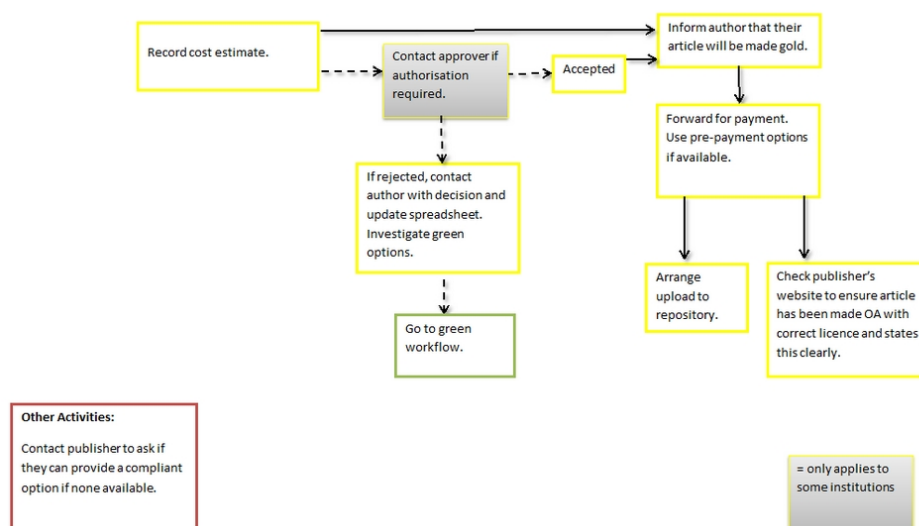 Record cost estimate.
Contact approver if
authorisation
required.
Accepted
Inform author that their
article will be made gold.
Forward for payment.
Use pre-payment options
if available.
If rejected, contact
author with decision and
update spreadsheet.
Investigate green
options.
Arrange
upload to
repository.
Check publisher's
website to ensure article
has been made OA with
correct licence and states
this clearly.
Go to green
workflow.
Other Activities:
Contact publisher to ask if
they can provide a compliant
option if none available.
= only applies to
some institutions